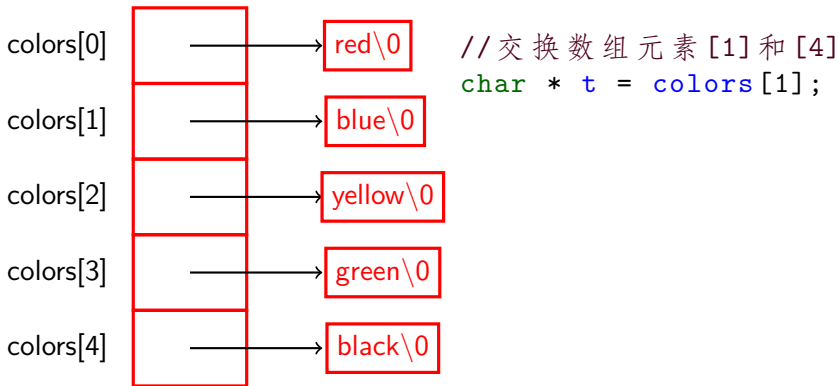 colors[0]
red\0
colors[1]
blue\0
colors[2]
yellow\0
colors[3]
green\0
colors[4]
black\0
//交换数组元素[1]和[4]
char * t = colors[1];